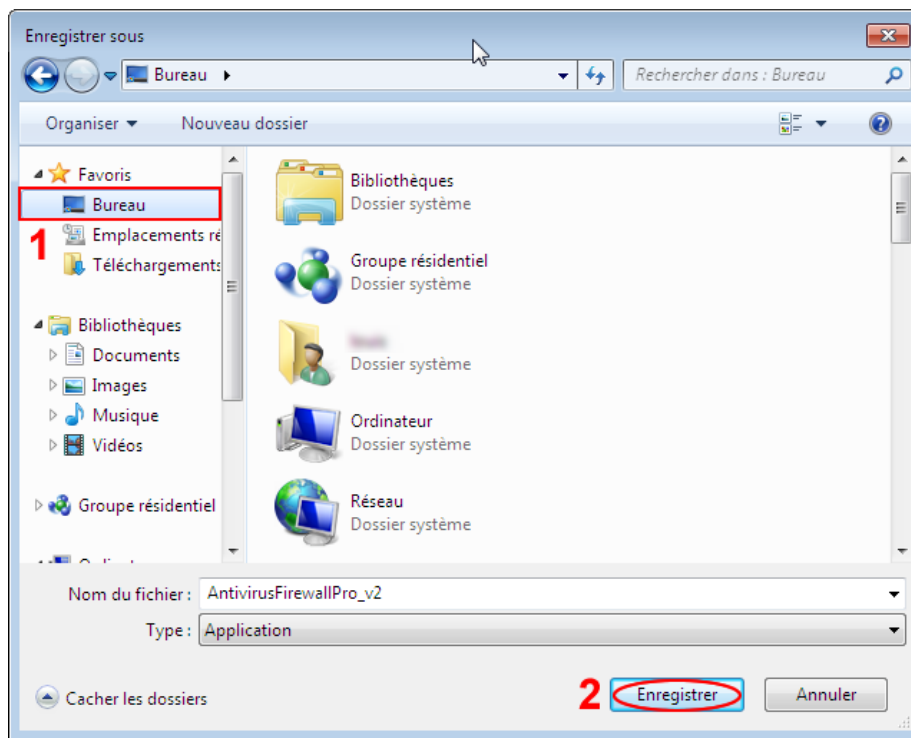 Enregistrer sous
Bureau
Rechercher dans : Bureau
Organiser
Nouveau dossier
Favoris
Bureau
1
Emplacements ré
Téléchargements
Bibliothèques
Documents
Images
Musique
Vidéos
Groupe résidentiel
Bibliothèques
Dossier système
Groupe résidentiel
Dossier système
Dossier système
Ordinateur
Dossier système
Réseau
Dossier système
Nom du fichier : AntivirusFirewallPro_v2
Type : Application
Cacher les dossiers
2
Enregistrer
Annuler